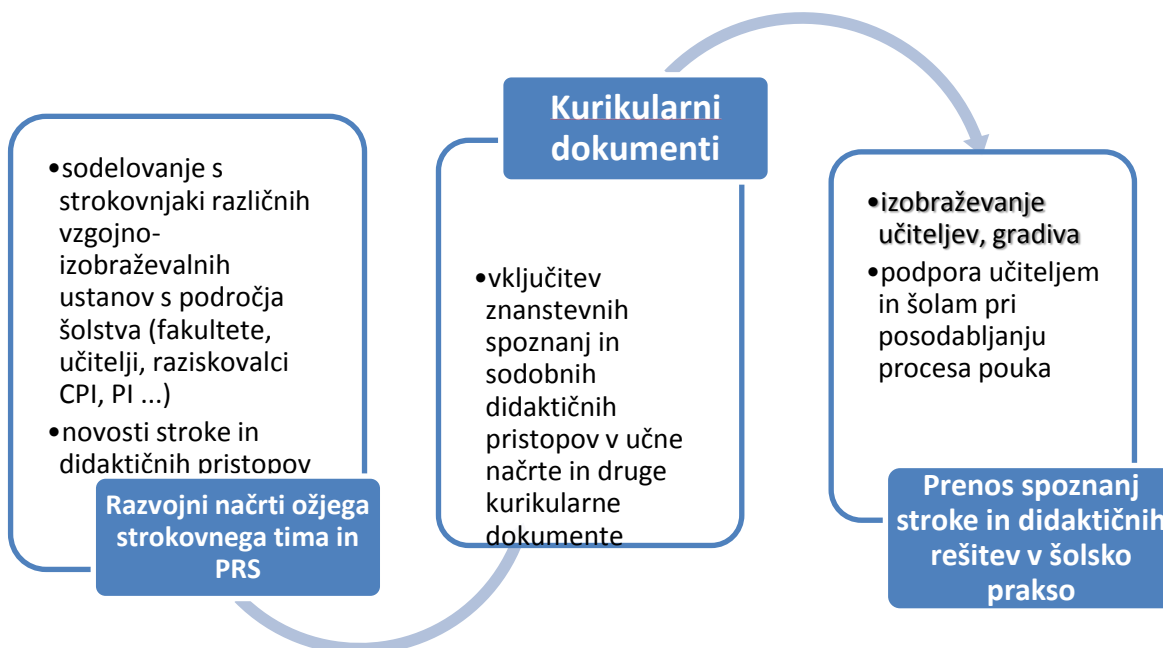 •sodelovanje s
strokovnjaki različnih
vzgojno-
izobraževalnih
ustanov s področja
šolstva (fakultete,
učitelji, raziskovalci
CPI, PI ...)
•novosti stroke in
didaktičnih pristopov
Razvojni načrti ožjega
strokovnega tima in
PRS
Kurikularni
dokumenti
•vključitev
znanstevnih
spoznanj in
sodobnih
didaktičnih
pristopov v učne
načrte in druge
kurikularne
dokumente
•izobraževanje
učiteljev, gradiva
•podpora učiteljem
in šolam pri
posodabljanju
procesa pouka
Prenos spoznanj
stroke in didaktičnih
rešitev v šolsko
prakso